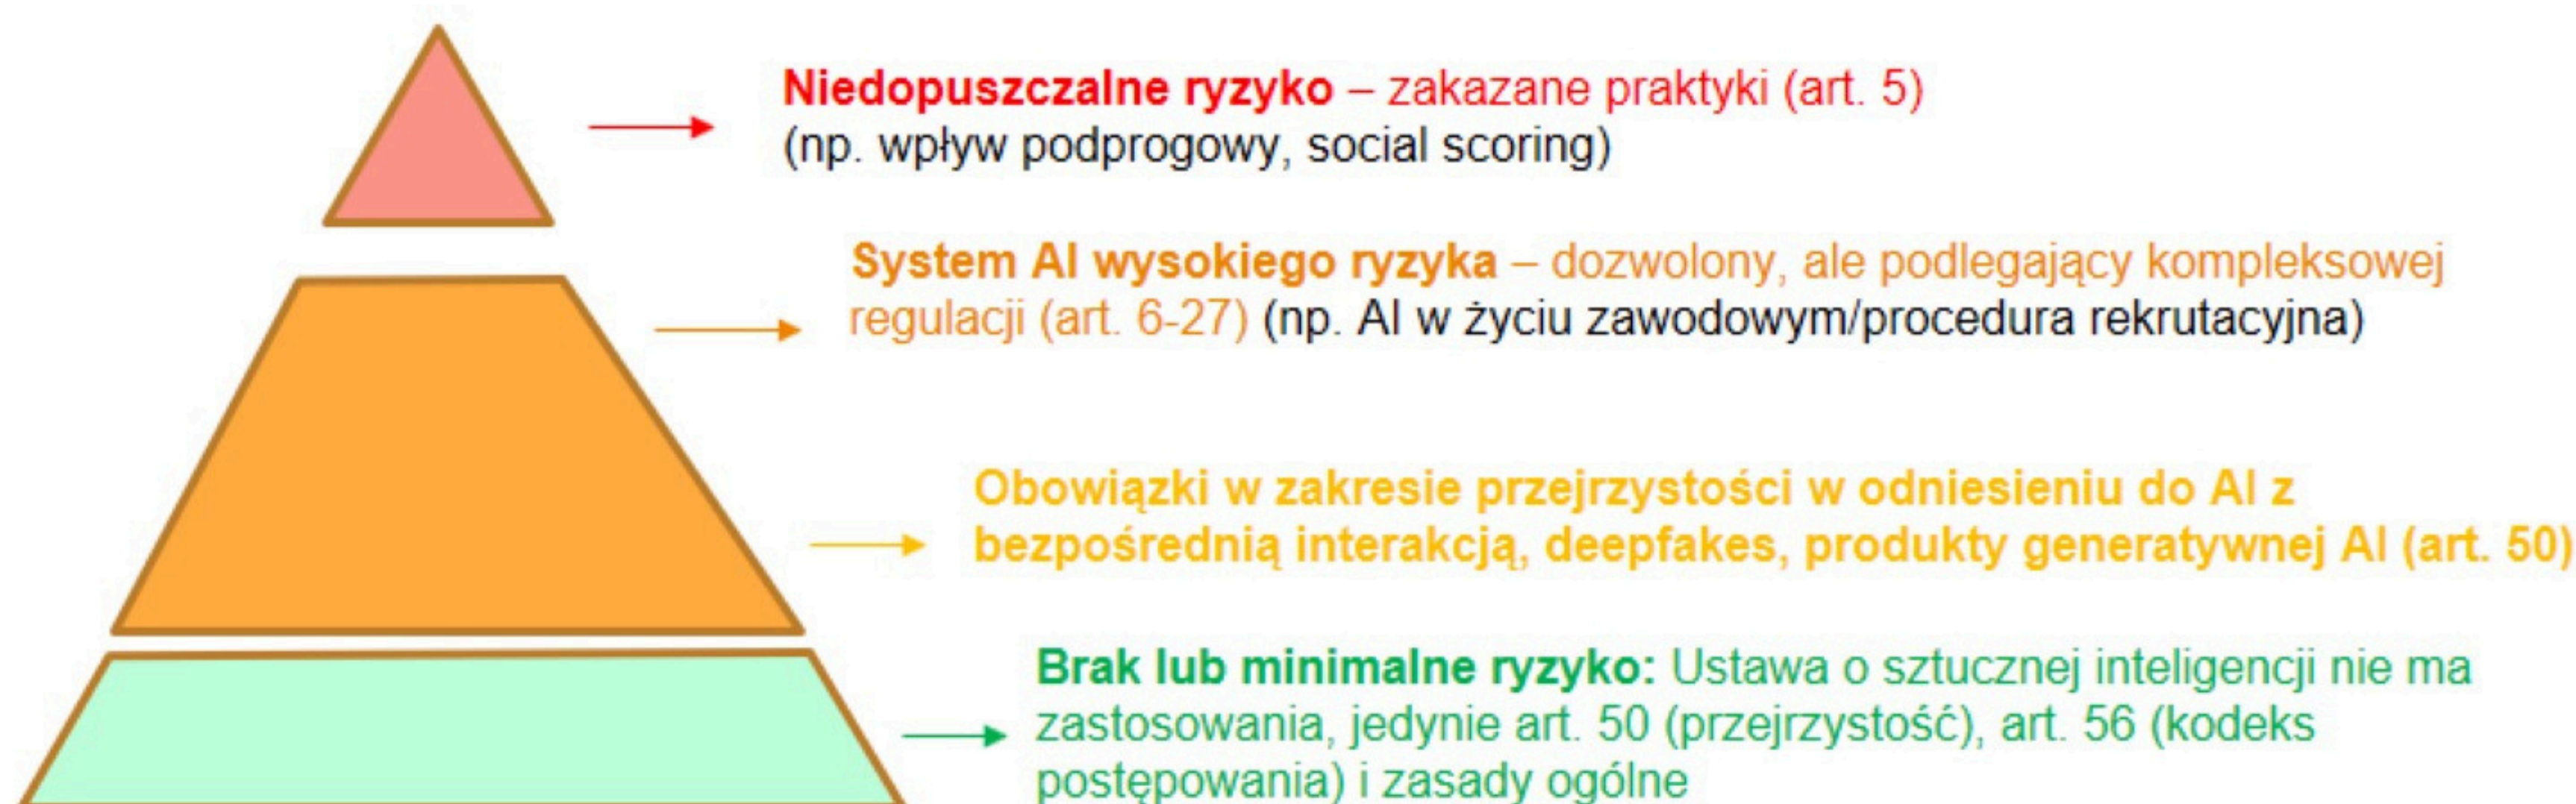 Niedopuszczalne ryzyko – zakazane praktyki (art. 5)
(np. wpływ podprogowy, social scoring)
System AI wysokiego ryzyka – dozwolony, ale podlegający kompleksowej
regulacji (art. 6-27) (np. AI w życiu zawodowym/procedura rekrutacyjna)
Obowiązki w zakresie przejrzystości w odniesieniu do AI z
bezpośrednią interakcją, deepfakes, produkty generatywnej AI (art. 50)
Brak lub minimalne ryzyko: Ustawa o sztucznej inteligencji nie ma
zastosowania, jedynie art. 50 (przejrzystość), art. 56 (kodeks
postępowania) i zasady ogólne